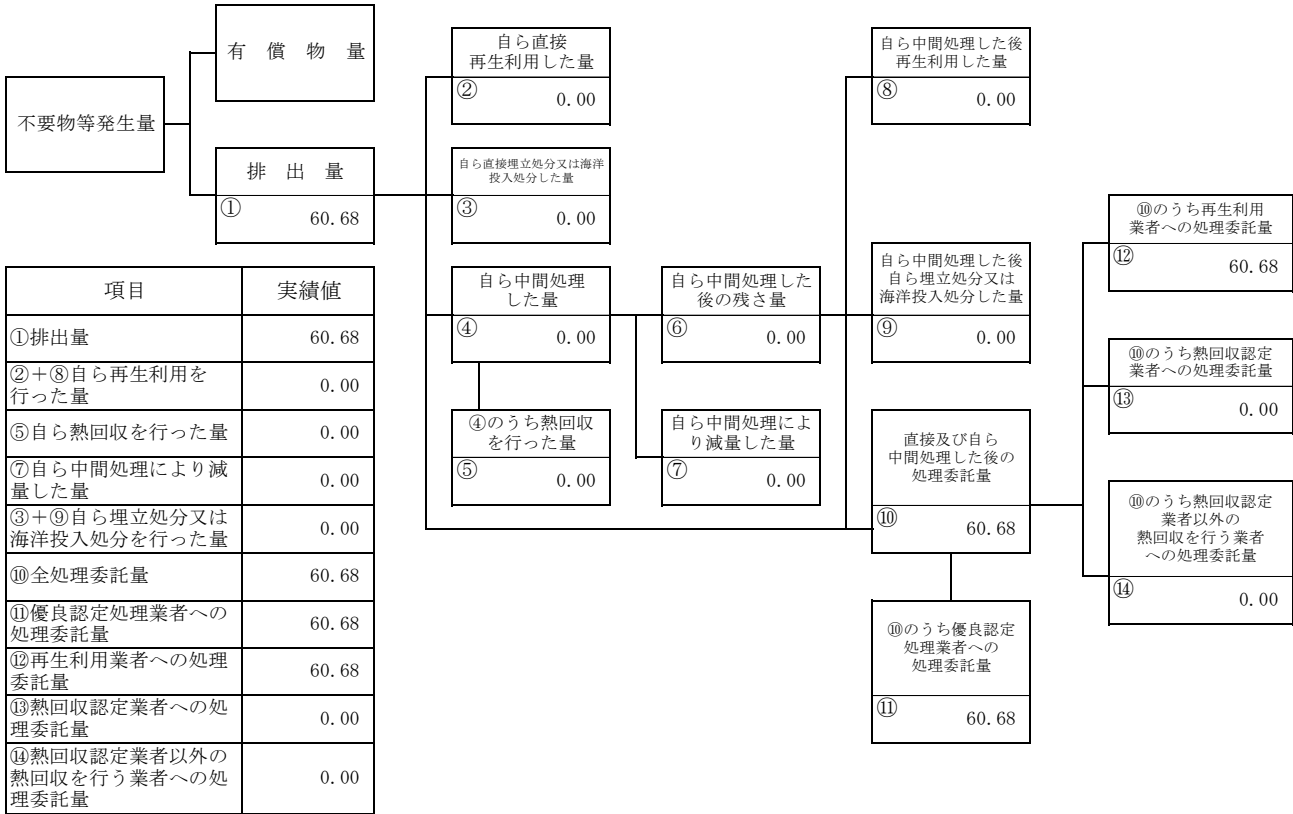 有 償 物 量
不要物等発生量
排 出 量
① 60.68
自ら直接
再生利用した量
② 0.00
自ら直接埋立処分又は海洋
投入処分した量
③ 0.00
自ら中間処理
した量
④ 0.00
④のうち熱回収
を行った量
⑤ 0.00
自ら中間処理した
後の残さ量
⑥ 0.00
自ら中間処理によ
り減量した量
⑦ 0.00
自ら中間処理した後
再生利用した量
⑧ 0.00
自ら中間処理した後
自ら埋立処分又は
海洋投入処分した量
⑨ 0.00
直接及び自ら
中間処理した後の
処理委託量
⑩ 60.68
⑩のうち優良認定
処理業者への
処理委託量
⑪ 60.68
⑩のうち再生利用
業者への処理委託量
⑫ 60.68
⑩のうち熱回収認定
業者への処理委託量
⑬ 0.00
⑩のうち熱回収認定
業者以外の
熱回収を行う業者
への処理委託量
⑭ 0.00
項目 実績値
①排出量 60.68
②+⑧自ら再生利用を
行った量 0.00
⑤自ら熱回収を行った量 0.00
⑦自ら中間処理により減
量した量 0.00
③+⑨自ら埋立処分又は
海洋投入処分を行った量 0.00
⑩全処理委託量 60.68
⑪優良認定処理業者への
処理委託量 60.68
⑫再生利用業者への処理
委託量 60.68
⑬熱回収認定業者への処
理委託量 0.00
⑭熱回収認定業者以外の
熱回収を行う業者への処
理委託量 0.00